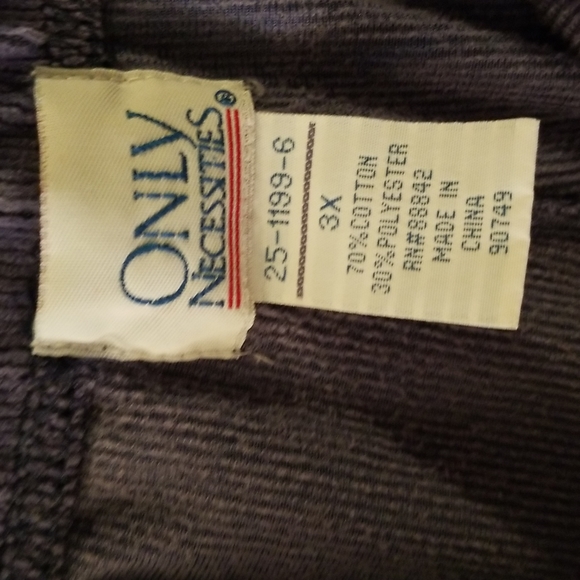 ONLY
NECESSITIES®
25-1199-6
3X
70%COTTON
30%POLYESTER
RN#88842
MADE IN
CHINA
90749